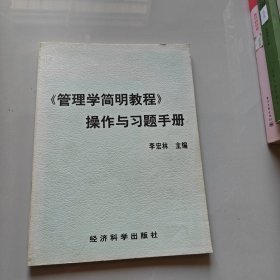 《管理学简明教程》
操作与习题手册
李宏林 主编
经济科学出版社